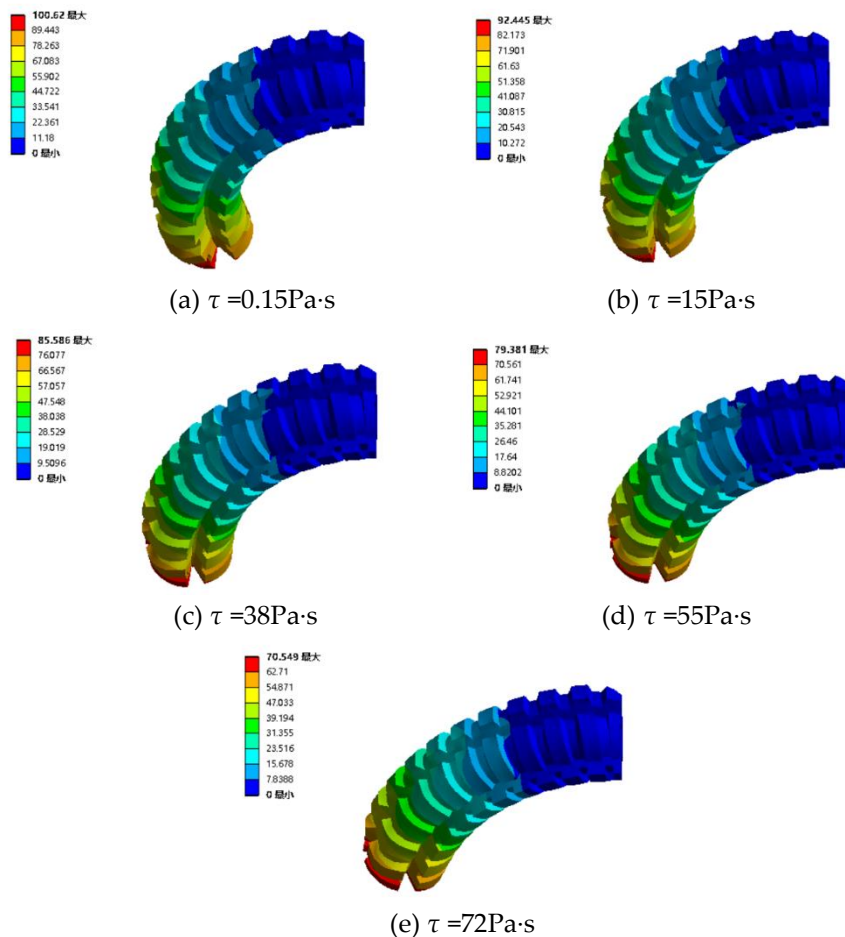 100.62 最大
89.443
78.263
67.083
55.902
44.722
33.541
22.361
11.18
0 最小
(a) τ =0.15Pa·s
92.445 最大
82.173
71.901
61.63
51.358
41.087
30.815
20.543
10.272
0 最小
(b) τ =15Pa·s
85.586 最大
76.077
66.567
57.057
47.548
38.038
28.529
19.019
9.5096
0 最小
(c) τ =38Pa·s
79.381 最大
70.561
61.741
52.921
44.101
35.281
26.46
17.64
8.8202
0 最小
(d) τ =55Pa·s
70.549 最大
62.71
54.871
47.033
39.194
31.355
23.516
15.678
7.8388
0 最小
(e) τ =72Pa·s